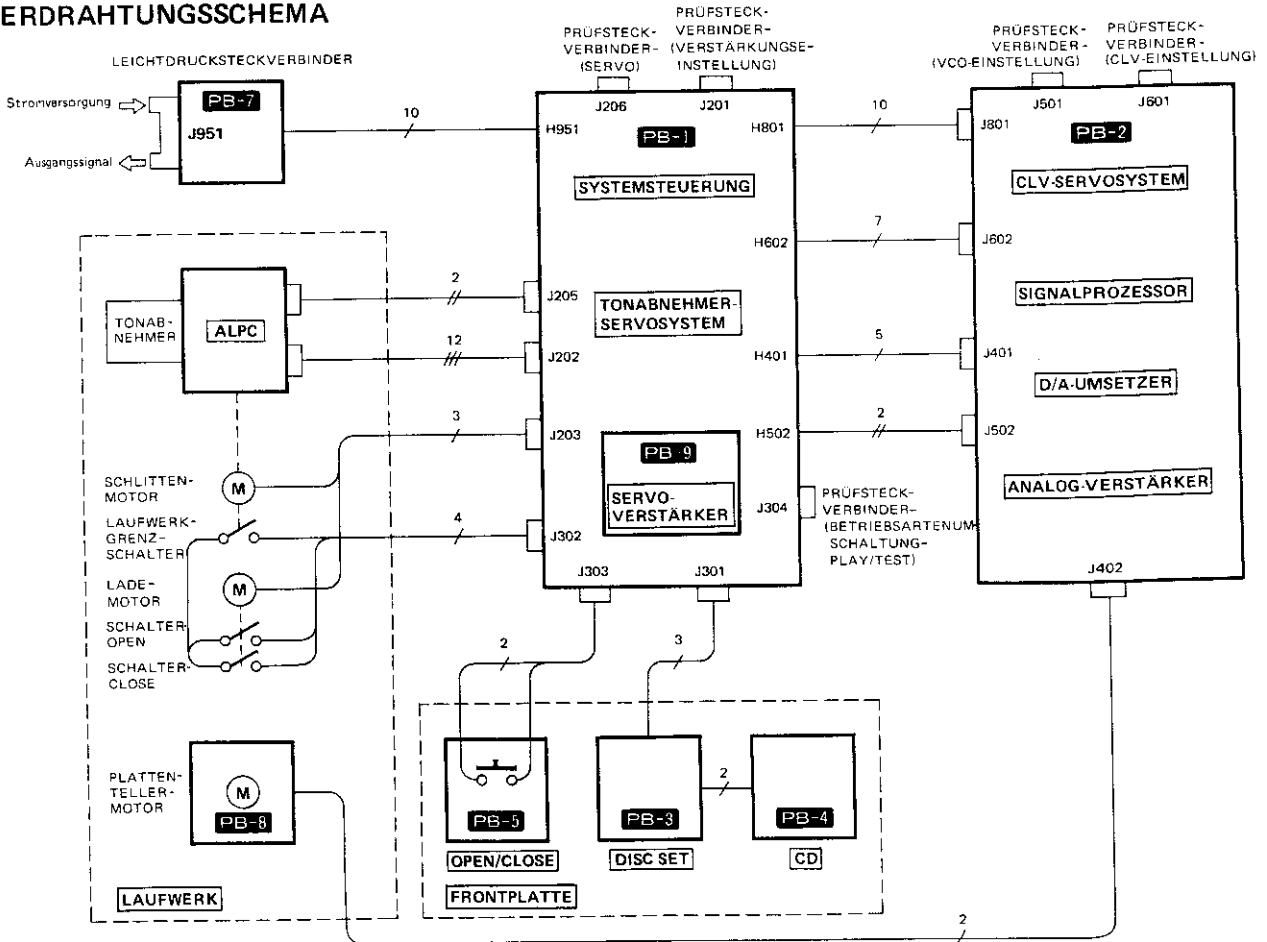 ERDRAHTUNGSSCHEMA
LEICHTDRUCKSTECKVERBINDER
Stromversorgung
Ausgangssignal
PB-7
J951
10
PRÜFSTECK-
VERBINDER-
(SERVO)
PRÜFSTECK-
VERBINDER-
(VERSTÄRKUNGSE-
INSTELLUNG)
J206
J201
H951
PB-1
H801
SYSTEMSTEUERUNG
H602
J205
TONABNEHMER-
SERVOSYSTEM
J202
H401
J203
H502
PB-9
SERVO-
VERSTÄRKER
J304
J302
J303
J301
PRÜFSTECK-
VERBINDER-
(BETRIEBSARTENUM-
SCHALTUNG-
PLAY/TEST)
10
7
5
2
PRÜFSTECK-
VERBINDER-
(VCO-EINSTELLUNG)
PRÜFSTECK-
VERBINDER-
(CLV-EINSTELLUNG)
J501
J601
J801
PB-2
CLV-SERVOSYSTEM
J602
SIGNALPROZESSOR
J401
D/A-UMSETZER
J502
ANALOG-VERSTÄRKER
J402
TONAB-
NEHMER
ALPC
2
12
3
4
SCHLITTEN-
MOTOR
M
LAUFWERK-
GRENZ-
SCHALTER
LADE-
MOTOR
M
SCHALTER-
OPEN
SCHALTER-
CLOSE
PLATTEN-
TELLER-
MOTOR
M
PB-8
LAUFWERK
2
3
PB-5
OPEN/CLOSE
PB-3
DISC SET
2
PB-4
CD
FRONTPLATTE
2